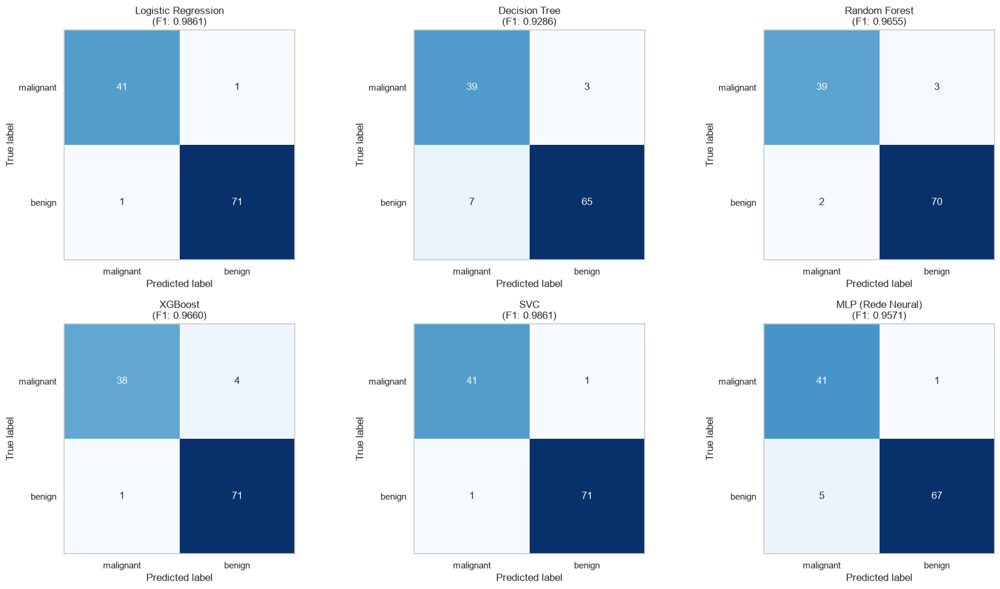 Logistic Regression
(F1: 0.9861)
True label
malignant
41
1
benign
1
71
malignant
benign
Predicted label
Decision Tree
(F1: 0.9286)
True label
malignant
39
3
benign
7
65
malignant
benign
Predicted label
Random Forest
(F1: 0.9655)
True label
malignant
39
3
benign
2
70
malignant
benign
Predicted label
XGBoost
(F1: 0.9660)
True label
malignant
38
4
benign
1
71
malignant
benign
Predicted label
SVC
(F1: 0.9861)
True label
malignant
41
1
benign
1
71
malignant
benign
Predicted label
MLP (Rede Neural)
(F1: 0.9571)
True label
malignant
41
1
benign
5
67
malignant
benign
Predicted label